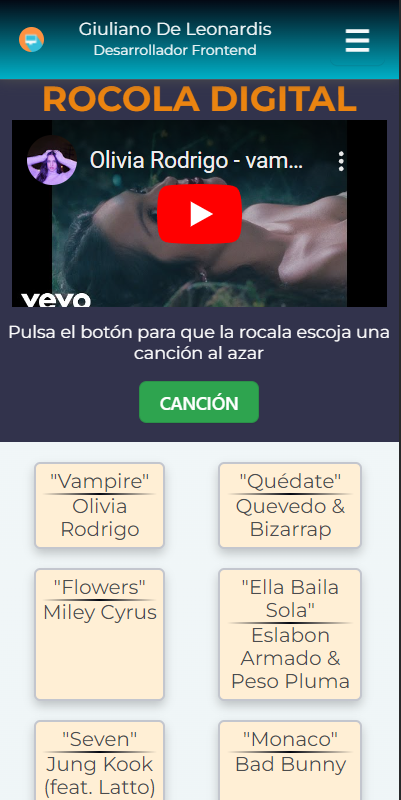 Giuliano De Leonardis
Desarrollador Frontend
ROCOLA DIGITAL
Olivia Rodrigo - vam...
vevo
Pulsa el botón para que la rocala escoja una
canción al azar
CANCIÓN
"Vampire"
Olivia
Rodrigo
"Quédate"
Quevedo &
Bizarrap
"Flowers"
Miley Cyrus
"Ella Baila
Sola"
Eslabon
Armado &
Peso Pluma
"Seven"
Jung Kook
(feat. Latto)
"Monaco"
Bad Bunny